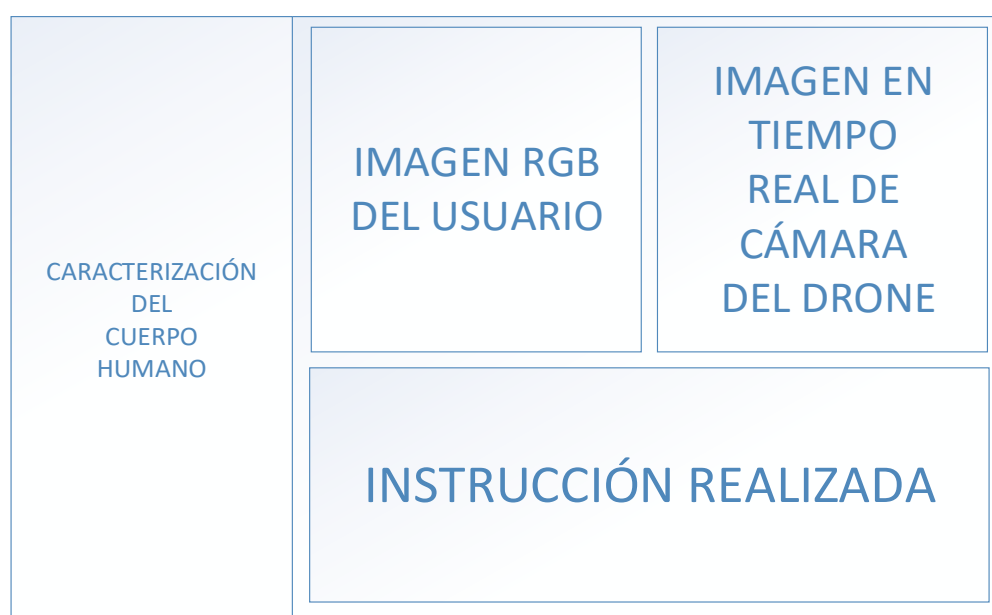 CARACTERIZACIÓN
DEL
CUERPO
HUMANO
IMAGEN RGB
DEL USUARIO
IMAGEN EN
TIEMPO
REAL DE
CÁMARA
DEL DRONE
INSTRUCCIÓN REALIZADA